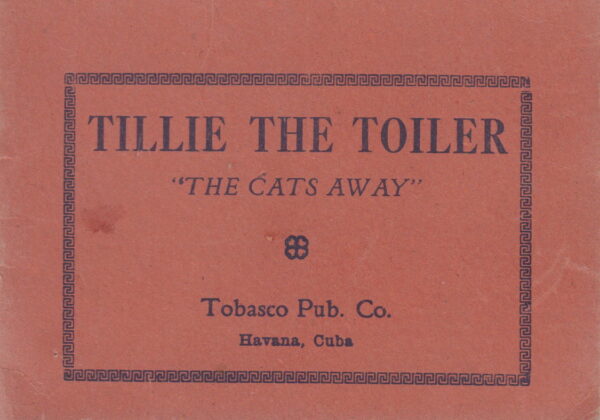 TILLIE THE TOILER
"THE CATS AWAY"
Tobasco Pub. Co.
Havana, Cuba